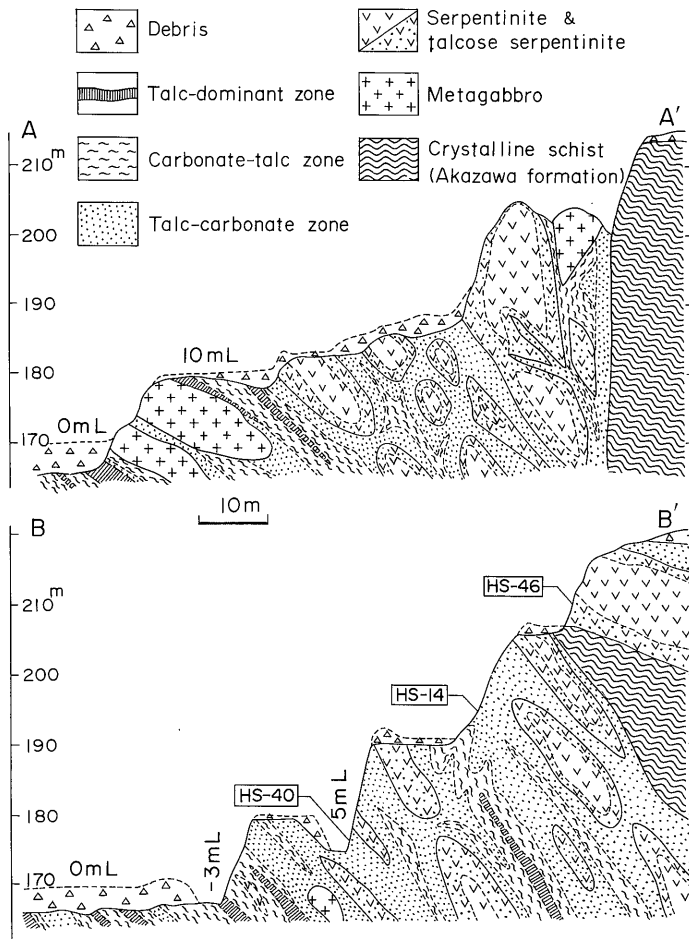 Debris
Talc-dominant zone
Carbonate-talc zone
Talc-carbonate zone
Serpentinite &
talcose serpentinite
Metagabbro
Crystalline schist
(Akazawa formation)
A
A'
210m
200
190
180
170
10mL
0mL
10m
B
B'
210m
200
190
180
170
HS-46
HS-14
HS-40
5mL
-3mL
0mL